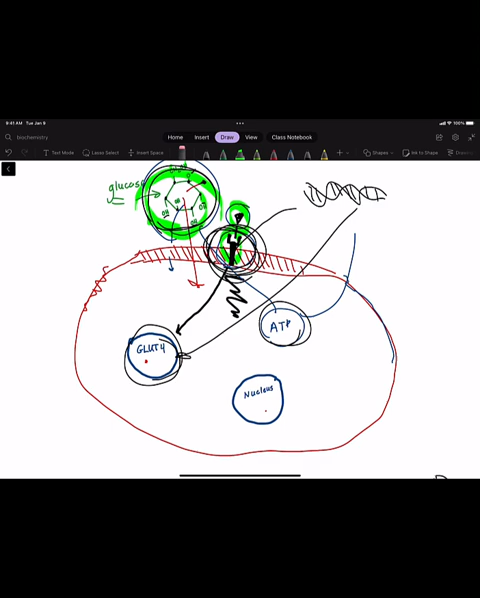 9:41 AM Tue Jan 9
100%
biochemistry
Home Insert Draw View Class Notebook
Text Mode Lasso Select Insert Space Shapes Ink to Shape
glucose
OH
OH
OH
GLUT4
ATP
Nucleus